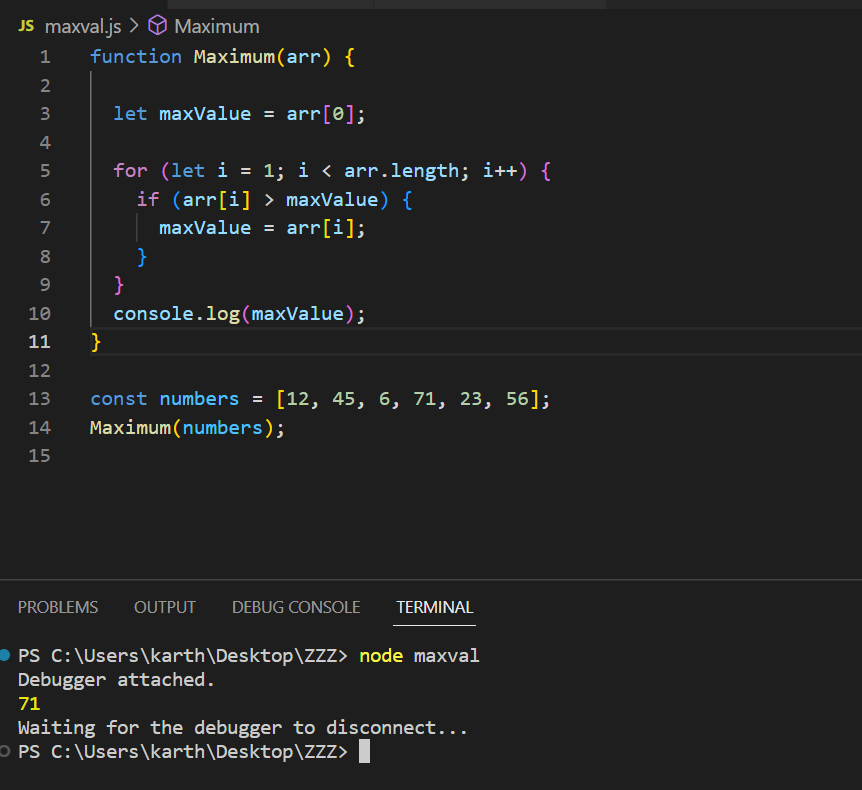 JS maxval.js > Maximum
1 function Maximum(arr) {
2
3 let maxValue = arr[0];
4
5 for (let i = 1; i < arr.length; i++) {
6 if (arr[i] > maxValue) {
7 maxValue = arr[i];
8 }
9 }
10 console.log(maxValue);
11 }
12
13 const numbers = [12, 45, 6, 71, 23, 56];
14 Maximum(numbers);
15
PROBLEMS OUTPUT DEBUG CONSOLE TERMINAL
PS C:\Users\karth\Desktop\ZZZ> node maxval
Debugger attached.
71
Waiting for the debugger to disconnect...
PS C:\Users\karth\Desktop\ZZZ>